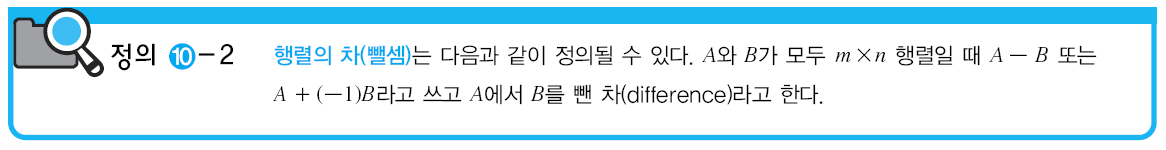 정의 10-2 행렬의 차(뺄셈)는 다음과 같이 정의될 수 있다. A와 B가 모두 m×n 행렬일 때 A − B 또는
A + (−1)B라고 쓰고 A에서 B를 뺀 차(difference)라고 한다.